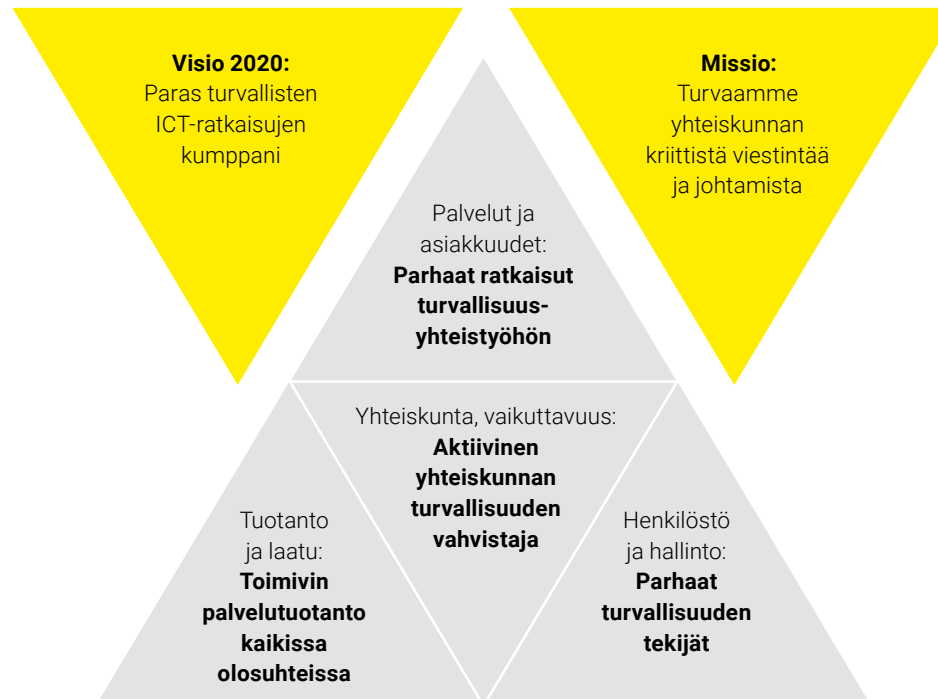 Visio 2020:
Paras turvallisten
ICT-ratkaisujen
kumppani
Missio:
Turvaamme
yhteiskunnan
kriittistä viestintää
ja johtamista
Palvelut ja
asiakkuudet:
Parhaat ratkaisut
turvallisuus-
yhteistyöhön
Yhteiskunta, vaikuttavuus:
Aktiivinen
yhteiskunnan
turvallisuuden
vahvistaja
Tuotanto
ja laatu:
Toimivin
palvelutuotanto
kaikissa
olosuhteissa
Henkilöstö
ja hallinto:
Parhaat
turvallisuuden
tekijät